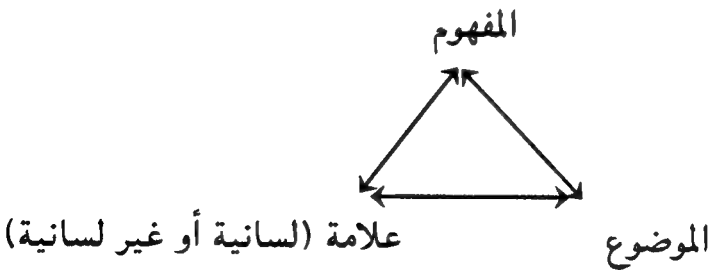 المفهوم
الموضوع
علامة (لسانية أو غير لسانية)